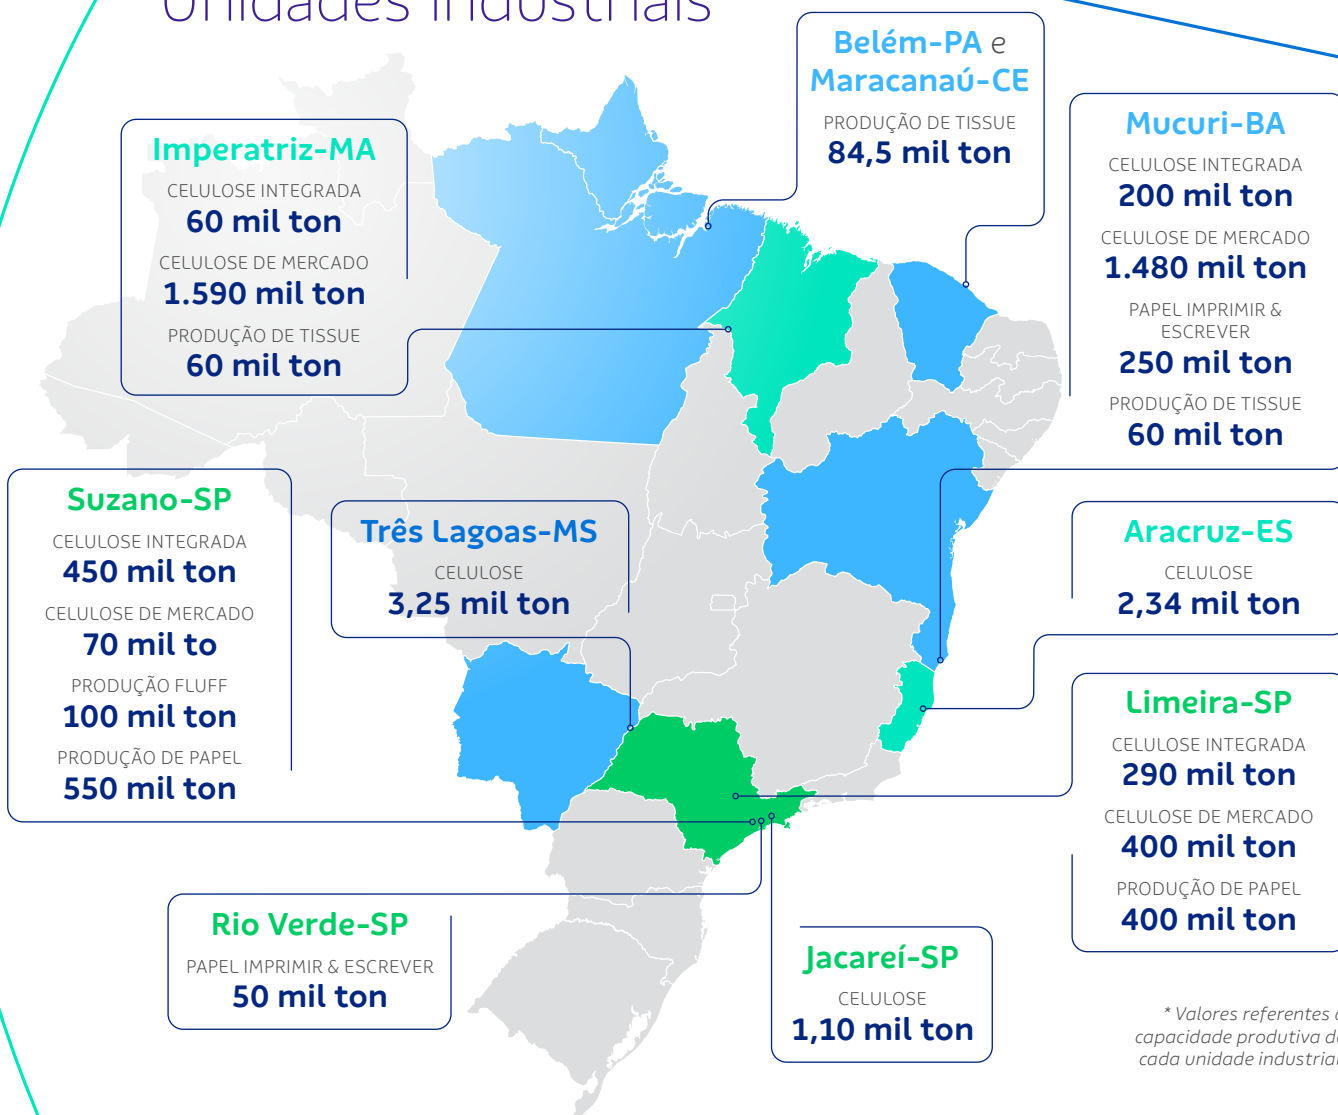 Unidades Industriais
Belém-PA e
Maracanaú-CE
PRODUÇÃO DE TISSUE
84,5 mil ton
Imperatriz-MA
CELULOSE INTEGRADA
60 mil ton
CELULOSE DE MERCADO
1.590 mil ton
PRODUÇÃO DE TISSUE
60 mil ton
Mucuri-BA
CELULOSE INTEGRADA
200 mil ton
CELULOSE DE MERCADO
1.480 mil ton
PAPEL IMPRIMIR &
ESCREVER
250 mil ton
PRODUÇÃO DE TISSUE
60 mil ton
Suzano-SP
CELULOSE INTEGRADA
450 mil ton
CELULOSE DE MERCADO
70 mil to
PRODUÇÃO FLUFF
100 mil ton
PRODUÇÃO DE PAPEL
550 mil ton
Três Lagoas-MS
CELULOSE
3,25 mil ton
Aracruz-ES
CELULOSE
2,34 mil ton
Limeira-SP
CELULOSE INTEGRADA
290 mil ton
CELULOSE DE MERCADO
400 mil ton
PRODUÇÃO DE PAPEL
400 mil ton
Rio Verde-SP
PAPEL IMPRIMIR & ESCREVER
50 mil ton
Jacareí-SP
CELULOSE
1,10 mil ton
* Valores referentes
capacidade produtiva de
cada unidade industrial